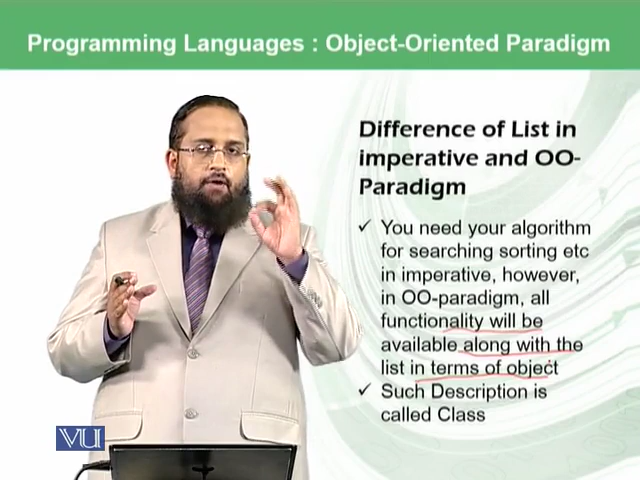 Programming Languages : Object-Oriented Paradigm
Difference of List in
imperative and OO-
Paradigm
✓ You need your algorithm
for searching sorting etc
in imperative, however,
in OO-paradigm, all
functionality will be
available along with the
list in terms of object
✓ Such Description is
called Class
VU